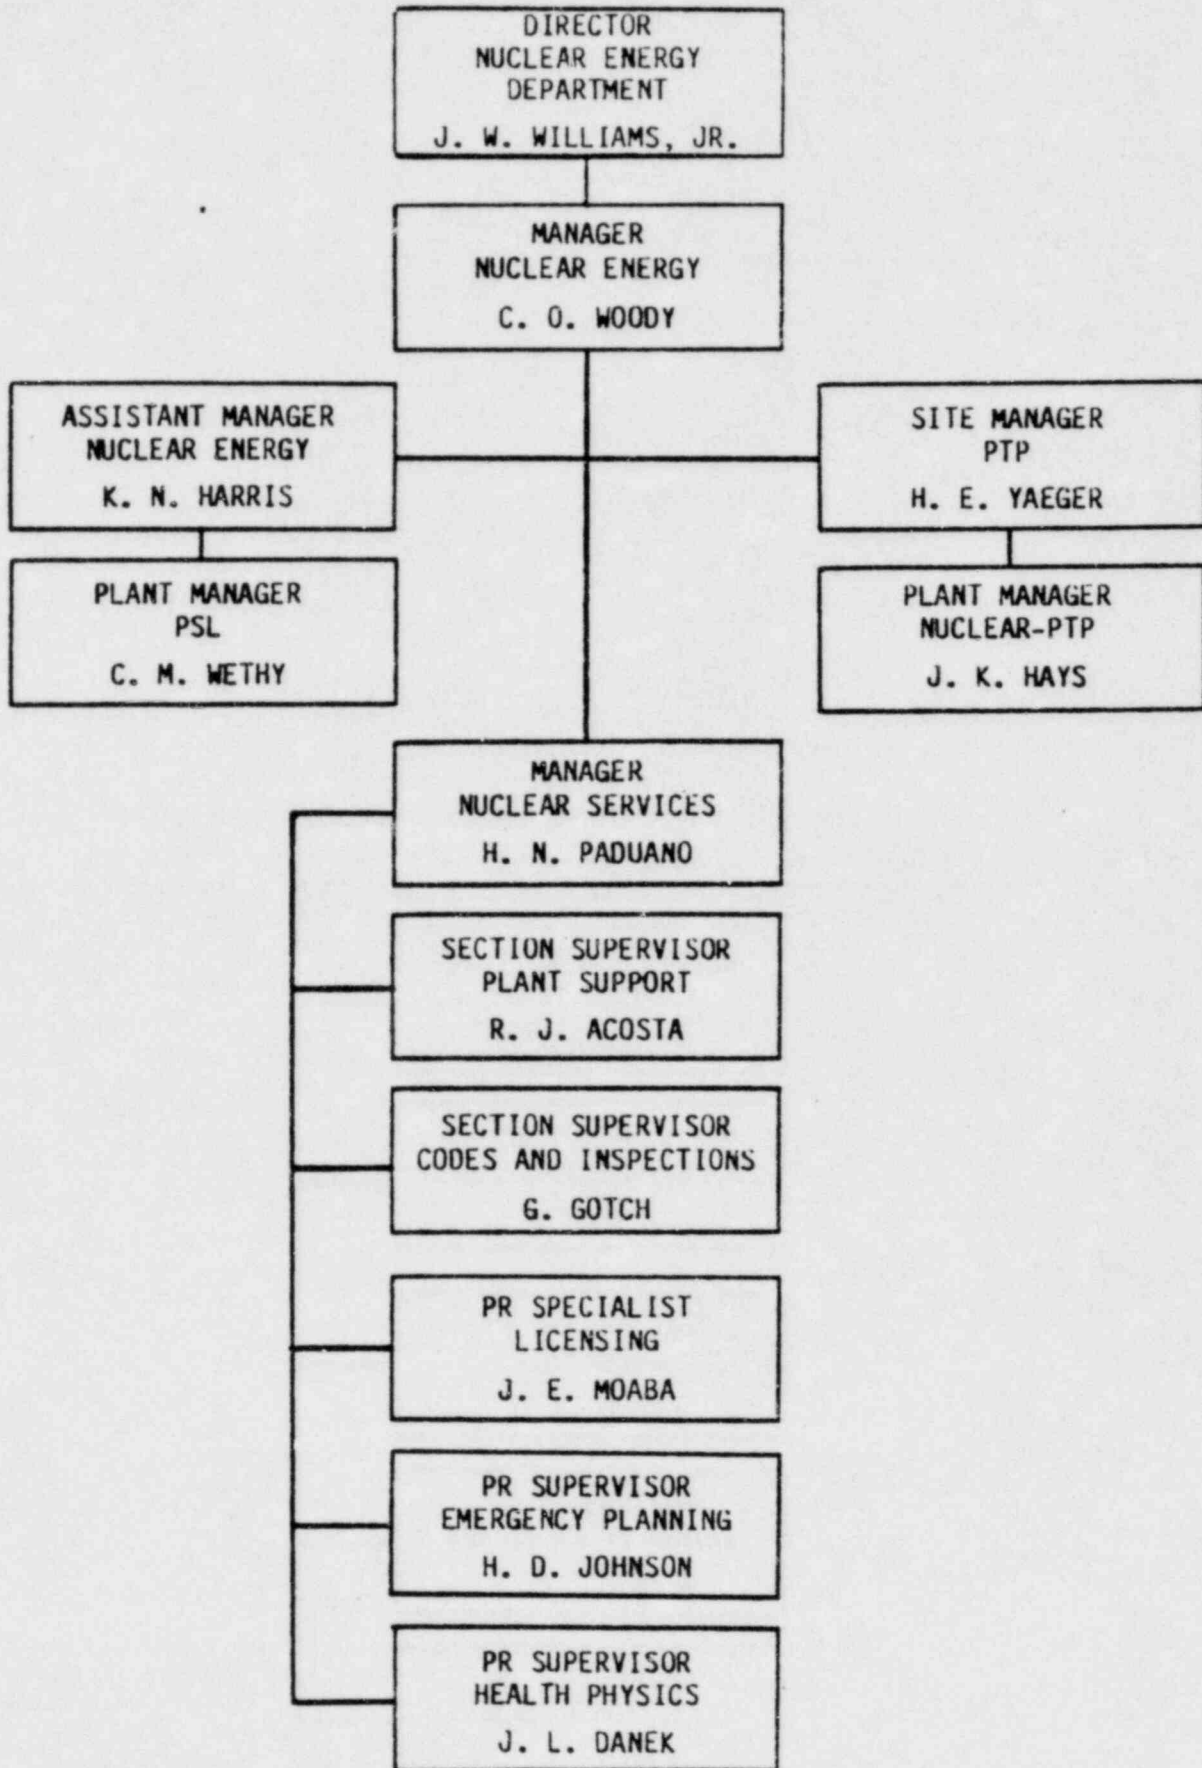 DIRECTOR
NUCLEAR ENERGY
DEPARTMENT
J. W. WILLIAMS, JR.
MANAGER
NUCLEAR ENERGY
C. O. WOODY
ASSISTANT MANAGER
NUCLEAR ENERGY
K. N. HARRIS
SITE MANAGER
PTP
H. E. YAEGER
PLANT MANAGER
PSL
C. M. WETHY
PLANT MANAGER
NUCLEAR-PTP
J. K. HAYS
MANAGER
NUCLEAR SERVICES
H. N. PADUANO
SECTION SUPERVISOR
PLANT SUPPORT
R. J. ACOSTA
SECTION SUPERVISOR
CODES AND INSPECTIONS
G. GOTCH
PR SPECIALIST
LICENSING
J. E. MOABA
PR SUPERVISOR
EMERGENCY PLANNING
H. D. JOHNSON
PR SUPERVISOR
HEALTH PHYSICS
J. L. DANEK